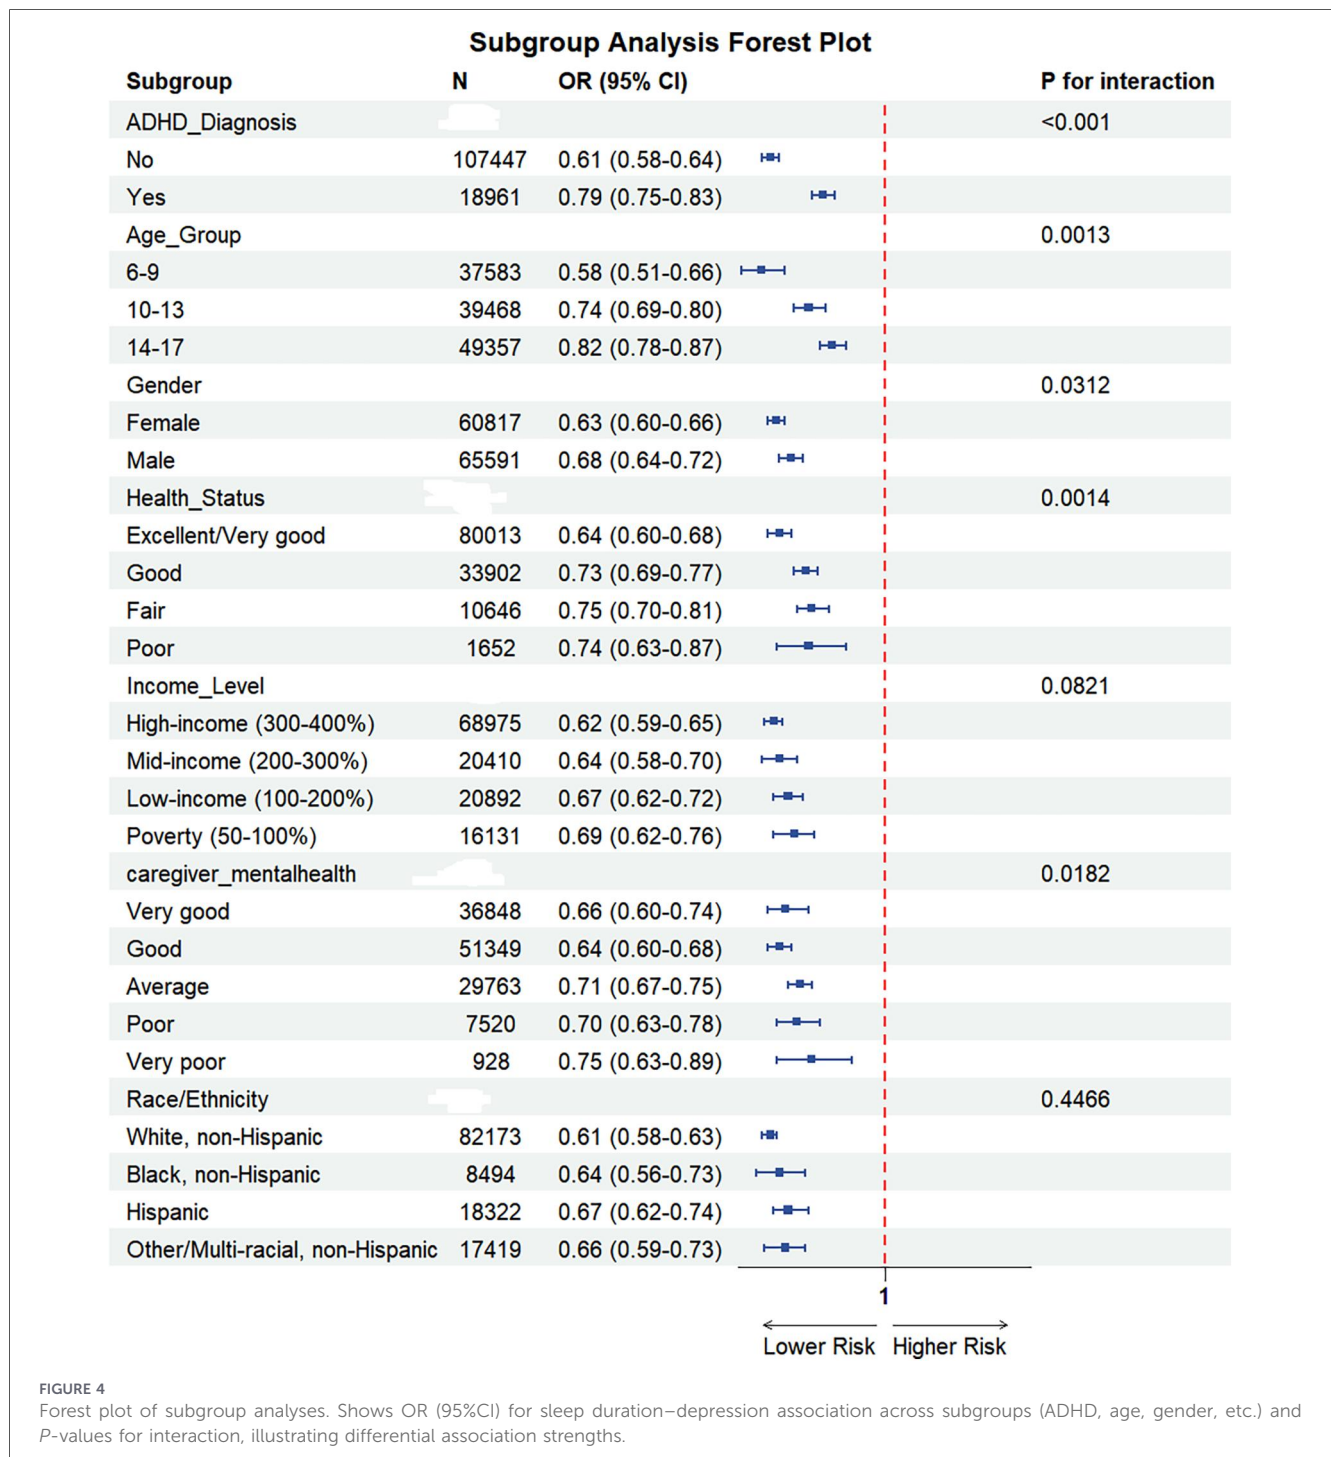 Subgroup Analysis Forest Plot
Subgroup N OR (95% CI) P for interaction
ADHD_Diagnosis <0.001
No 107447 0.61 (0.58-0.64)
Yes 18961 0.79 (0.75-0.83)
Age_Group 0.0013
6-9 37583 0.58 (0.51-0.66)
10-13 39468 0.74 (0.69-0.80)
14-17 49357 0.82 (0.78-0.87)
Gender 0.0312
Female 60817 0.63 (0.60-0.66)
Male 65591 0.68 (0.64-0.72)
Health_Status 0.0014
Excellent/Very good 80013 0.64 (0.60-0.68)
Good 33902 0.73 (0.69-0.77)
Fair 10646 0.75 (0.70-0.81)
Poor 1652 0.74 (0.63-0.87)
Income_Level 0.0821
High-income (300-400%) 68975 0.62 (0.59-0.65)
Mid-income (200-300%) 20410 0.64 (0.58-0.70)
Low-income (100-200%) 20892 0.67 (0.62-0.72)
Poverty (50-100%) 16131 0.69 (0.62-0.76)
caregiver_mentalhealth 0.0182
Very good 36848 0.66 (0.60-0.74)
Good 51349 0.64 (0.60-0.68)
Average 29763 0.71 (0.67-0.75)
Poor 7520 0.70 (0.63-0.78)
Very poor 928 0.75 (0.63-0.89)
Race/Ethnicity 0.4466
White, non-Hispanic 82173 0.61 (0.58-0.63)
Black, non-Hispanic 8494 0.64 (0.56-0.73)
Hispanic 18322 0.67 (0.62-0.74)
Other/Multi-racial, non-Hispanic 17419 0.66 (0.59-0.73)
1
Lower Risk Higher Risk
FIGURE 4
Forest plot of subgroup analyses. Shows OR (95%CI) for sleep duration–depression association across subgroups (ADHD, age, gender, etc.) and
P-values for interaction, illustrating differential association strengths.